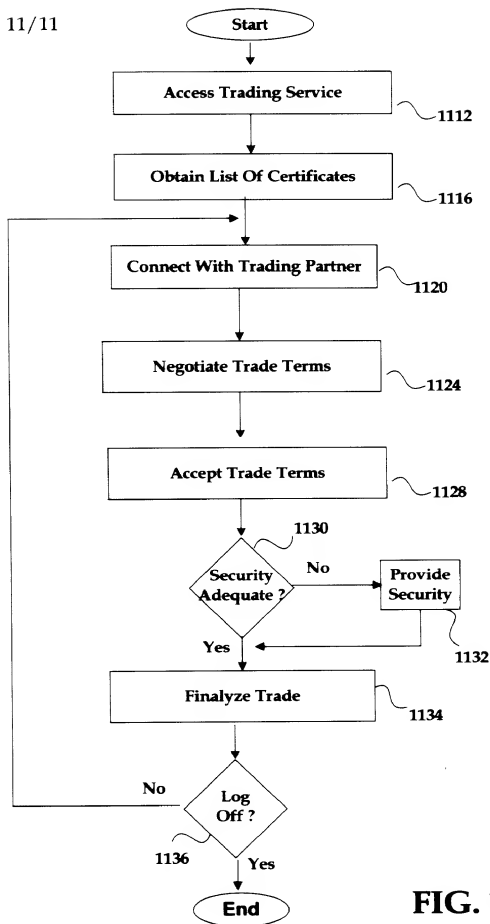 11/11
Start
Access Trading Service
1112
Obtain List Of Certificates
1116
Connect With Trading Partner
1120
Negotiate Trade Terms
1124
Accept Trade Terms
1128
1130
Security
Adequate ?
No
Provide
Security
1132
Yes
Finalyze Trade
1134
No
Log
Off ?
1136
Yes
End
FIG.